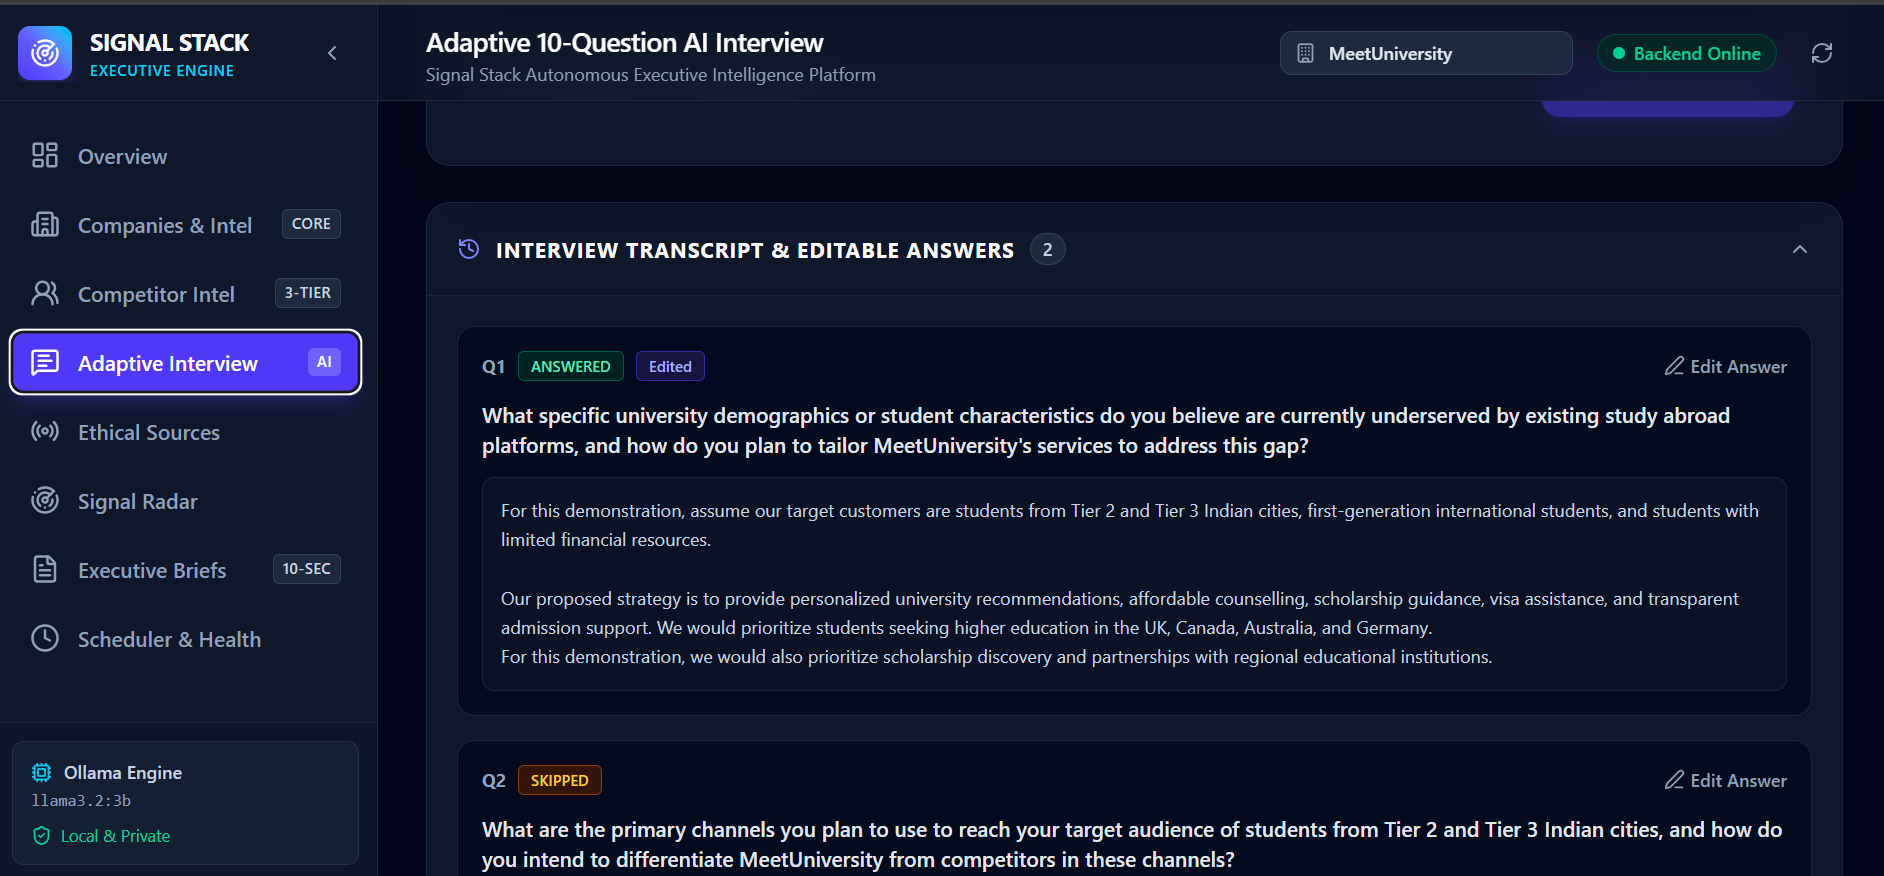 SIGNAL STACK
EXECUTIVE ENGINE
Overview
Companies & Intel CORE
Competitor Intel 3-TIER
Adaptive Interview AI
Ethical Sources
Signal Radar
Executive Briefs 10-SEC
Scheduler & Health
Ollama Engine
llama3.2:3b
Local & Private
Adaptive 10-Question AI Interview
Signal Stack Autonomous Executive Intelligence Platform
MeetUniversity
Backend Online
INTERVIEW TRANSCRIPT & EDITABLE ANSWERS 2
Q1 ANSWERED Edited Edit Answer
What specific university demographics or student characteristics do you believe are currently underserved by existing study abroad
platforms, and how do you plan to tailor MeetUniversity's services to address this gap?
For this demonstration, assume our target customers are students from Tier 2 and Tier 3 Indian cities, first-generation international students, and students with
limited financial resources.
Our proposed strategy is to provide personalized university recommendations, affordable counselling, scholarship guidance, visa assistance, and transparent
admission support. We would prioritize students seeking higher education in the UK, Canada, Australia, and Germany.
For this demonstration, we would also prioritize scholarship discovery and partnerships with regional educational institutions.
Q2 SKIPPED Edit Answer
What are the primary channels you plan to use to reach your target audience of students from Tier 2 and Tier 3 Indian cities, and how do
you intend to differentiate MeetUniversity from competitors in these channels?